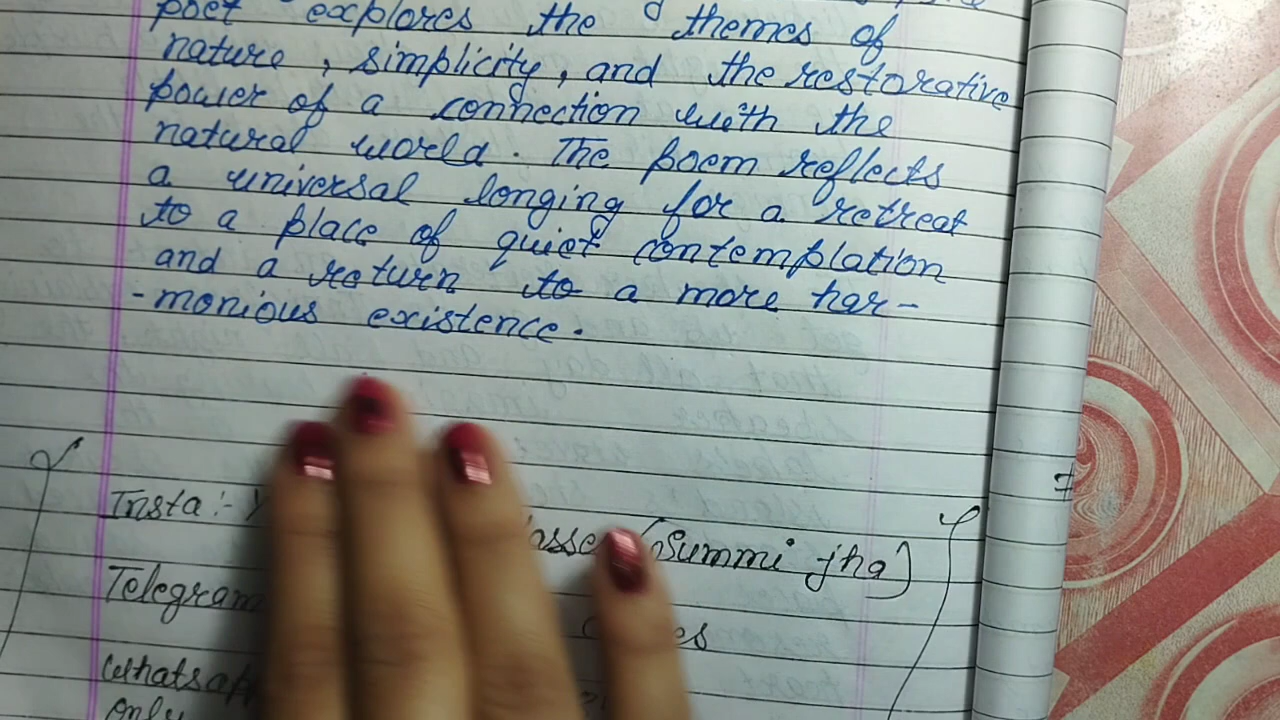 poet explores the themes of
nature, simplicity, and the restorative
power of a connection with the
natural world. The poem reflects
a universal longing for a retreat
to a place of quiet contemplation
and a return to a more har-
-monious existence.
Insta :- (Summi jha)
Telegram
Whatsapp
Only